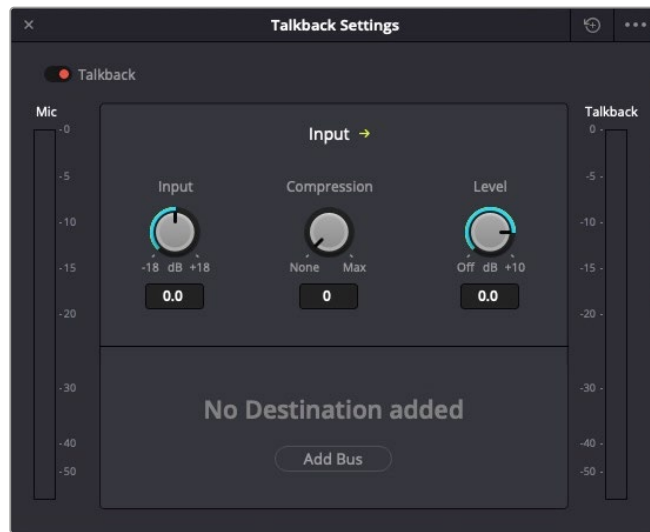 × Talkback Settings •••
Talkback
Mic
Talkback
Input →
Input Compression Level
-18 dB +18
None Max
Off dB +10
0.0 0 0.0
No Destination added
Add Bus
-0
-5
-10
-15
-20
-30
-40
-50
0 -
-5 -
-10 -
-15 -
-20 -
-30 -
-40 -
-50 -